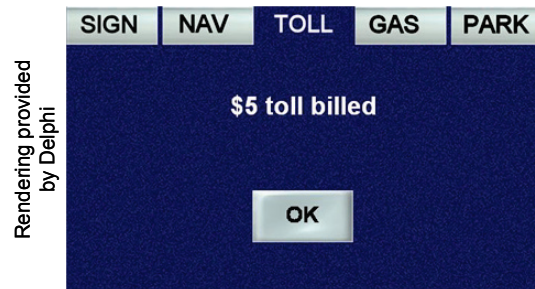 SIGN NAV TOLL GAS PARK
$5 toll billed
OK
Rendering provided
by Delphi